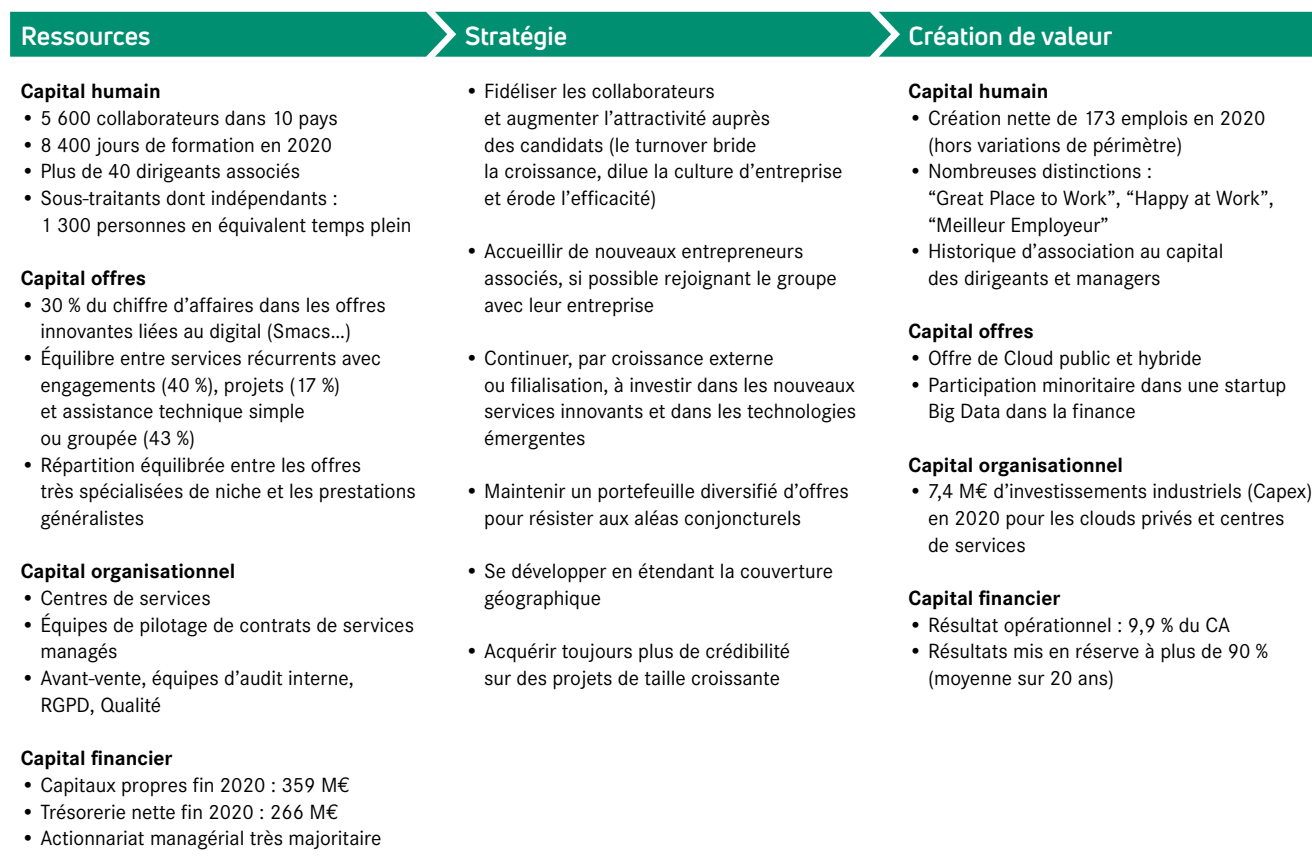 Ressources
Capital humain
• 5 600 collaborateurs dans 10 pays
• 8 400 jours de formation en 2020
• Plus de 40 dirigeants associés
• Sous-traitants dont indépendants :
1 300 personnes en équivalent temps plein
Capital offres
• 30 % du chiffre d’affaires dans les offres
innovantes liées au digital (Smacs...)
• Équilibre entre services récurrents avec
engagements (40 %), projets (17 %)
et assistance technique simple
ou groupée (43 %)
• Répartition équilibrée entre les offres
très spécialisées de niche et les prestations
généralistes
Capital organisationnel
• Centres de services
• Équipes de pilotage de contrats de services
managés
• Avant-vente, équipes d’audit interne,
RGPD, Qualité
Capital financier
• Capitaux propres fin 2020 : 359 M€
• Trésorerie nette fin 2020 : 266 M€
• Actionnariat managérial très majoritaire
Stratégie
• Fidéliser les collaborateurs
et augmenter l’attractivité auprès
des candidats (le turnover bride
la croissance, dilue la culture d’entreprise
et érode l’efficacité)
• Accueillir de nouveaux entrepreneurs
associés, si possible rejoignant le groupe
avec leur entreprise
• Continuer, par croissance externe
ou filialisation, à investir dans les nouveaux
services innovants et dans les technologies
émergentes
• Maintenir un portefeuille diversifié d’offres
pour résister aux aléas conjoncturels
• Se développer en étendant la couverture
géographique
• Acquérir toujours plus de crédibilité
sur des projets de taille croissante
Création de valeur
Capital humain
• Création nette de 173 emplois en 2020
(hors variations de périmètre)
• Nombreuses distinctions :
“Great Place to Work”, “Happy at Work”,
“Meilleur Employeur”
• Historique d’association au capital
des dirigeants et managers
Capital offres
• Offre de Cloud public et hybride
• Participation minoritaire dans une startup
Big Data dans la finance
Capital organisationnel
• 7,4 M€ d’investissements industriels (Capex)
en 2020 pour les clouds privés et centres
de services
Capital financier
• Résultat opérationnel : 9,9 % du CA
• Résultats mis en réserve à plus de 90 %
(moyenne sur 20 ans)